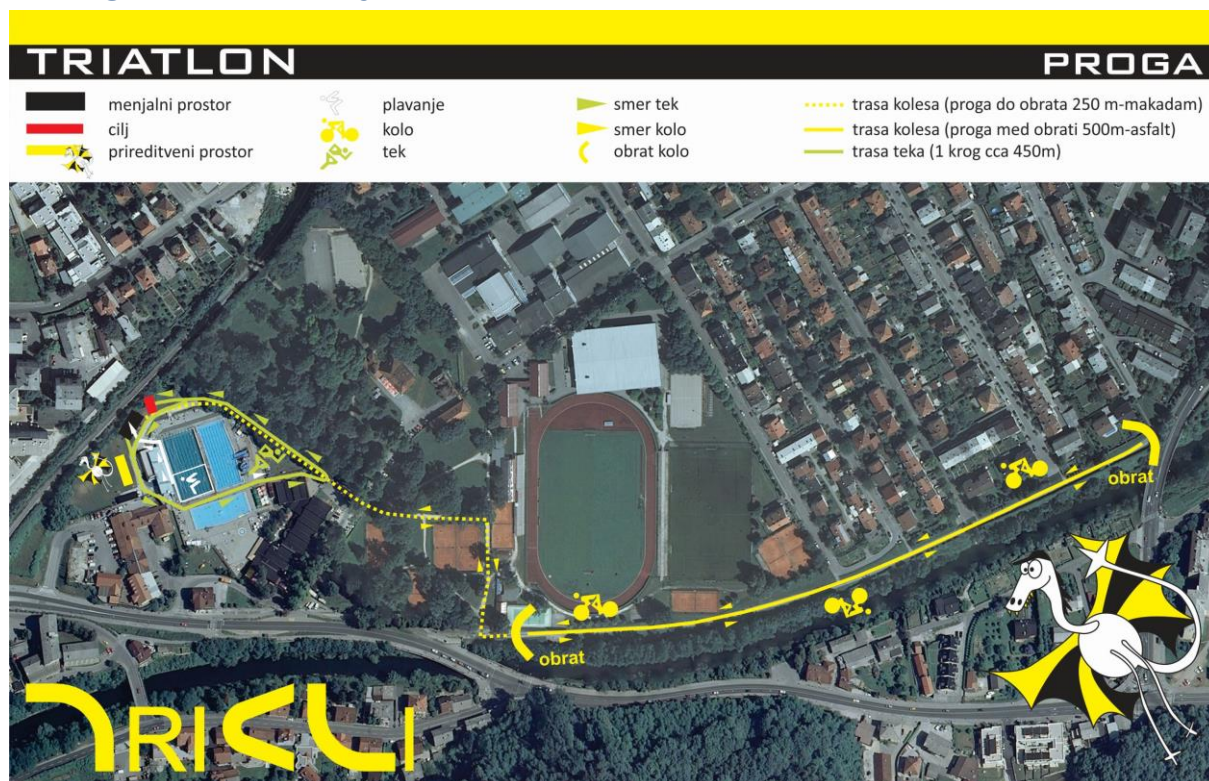 TRIATLON PROGA
menjalni prostor
cilj
prireditveni prostor
plavanje
kolo
tek
smer tek
smer kolo
obrat kolo
trasa kolesa (proga do obrata 250 m-makadam)
trasa kolesa (proga med obrati 500m-asfalt)
trasa teka (1 krog cca 450m)
obrat
obrat